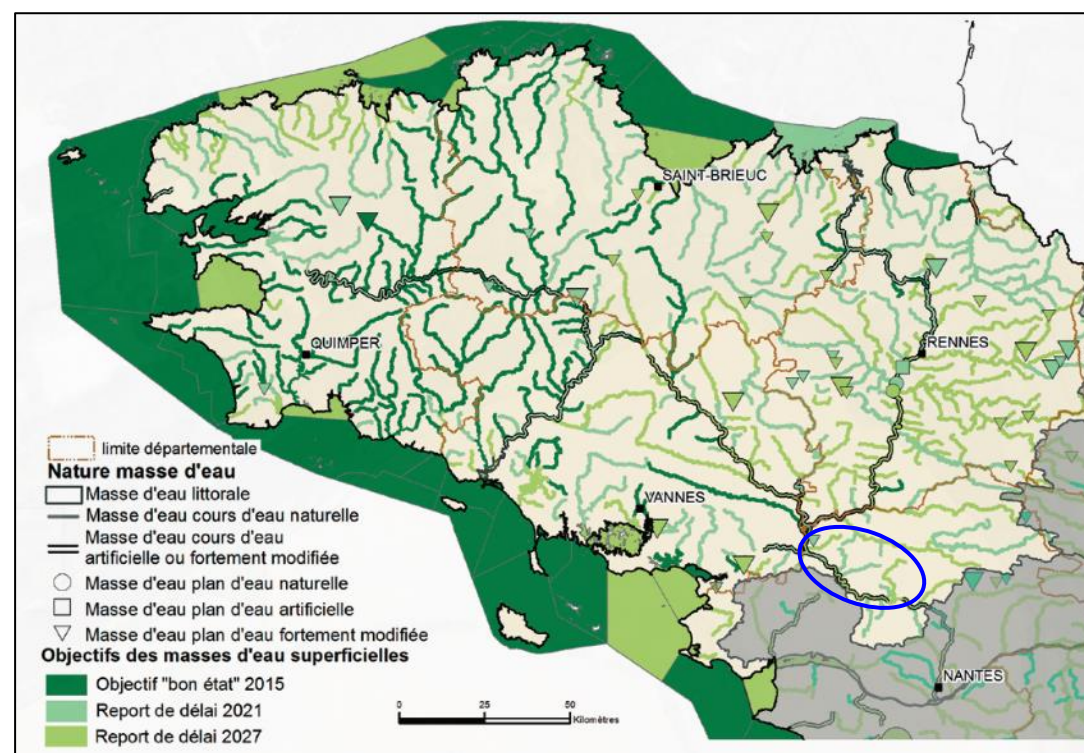 SAINT-BRIEUC
QUIMPER
RENNES
VANNES
NANTES
limite départementale
Nature masse d'eau
Masse d'eau littorale
Masse d'eau cours d'eau naturelle
Masse d'eau cours d'eau
artificielle ou fortement modifiée
Masse d'eau plan d'eau naturelle
Masse d'eau plan d'eau artificielle
Masse d'eau plan d'eau fortement modifiée
Objectifs des masses d'eau superficielles
Objectif "bon état" 2015
Report de délai 2021
Report de délai 2027
0 25 50
Kilomètres